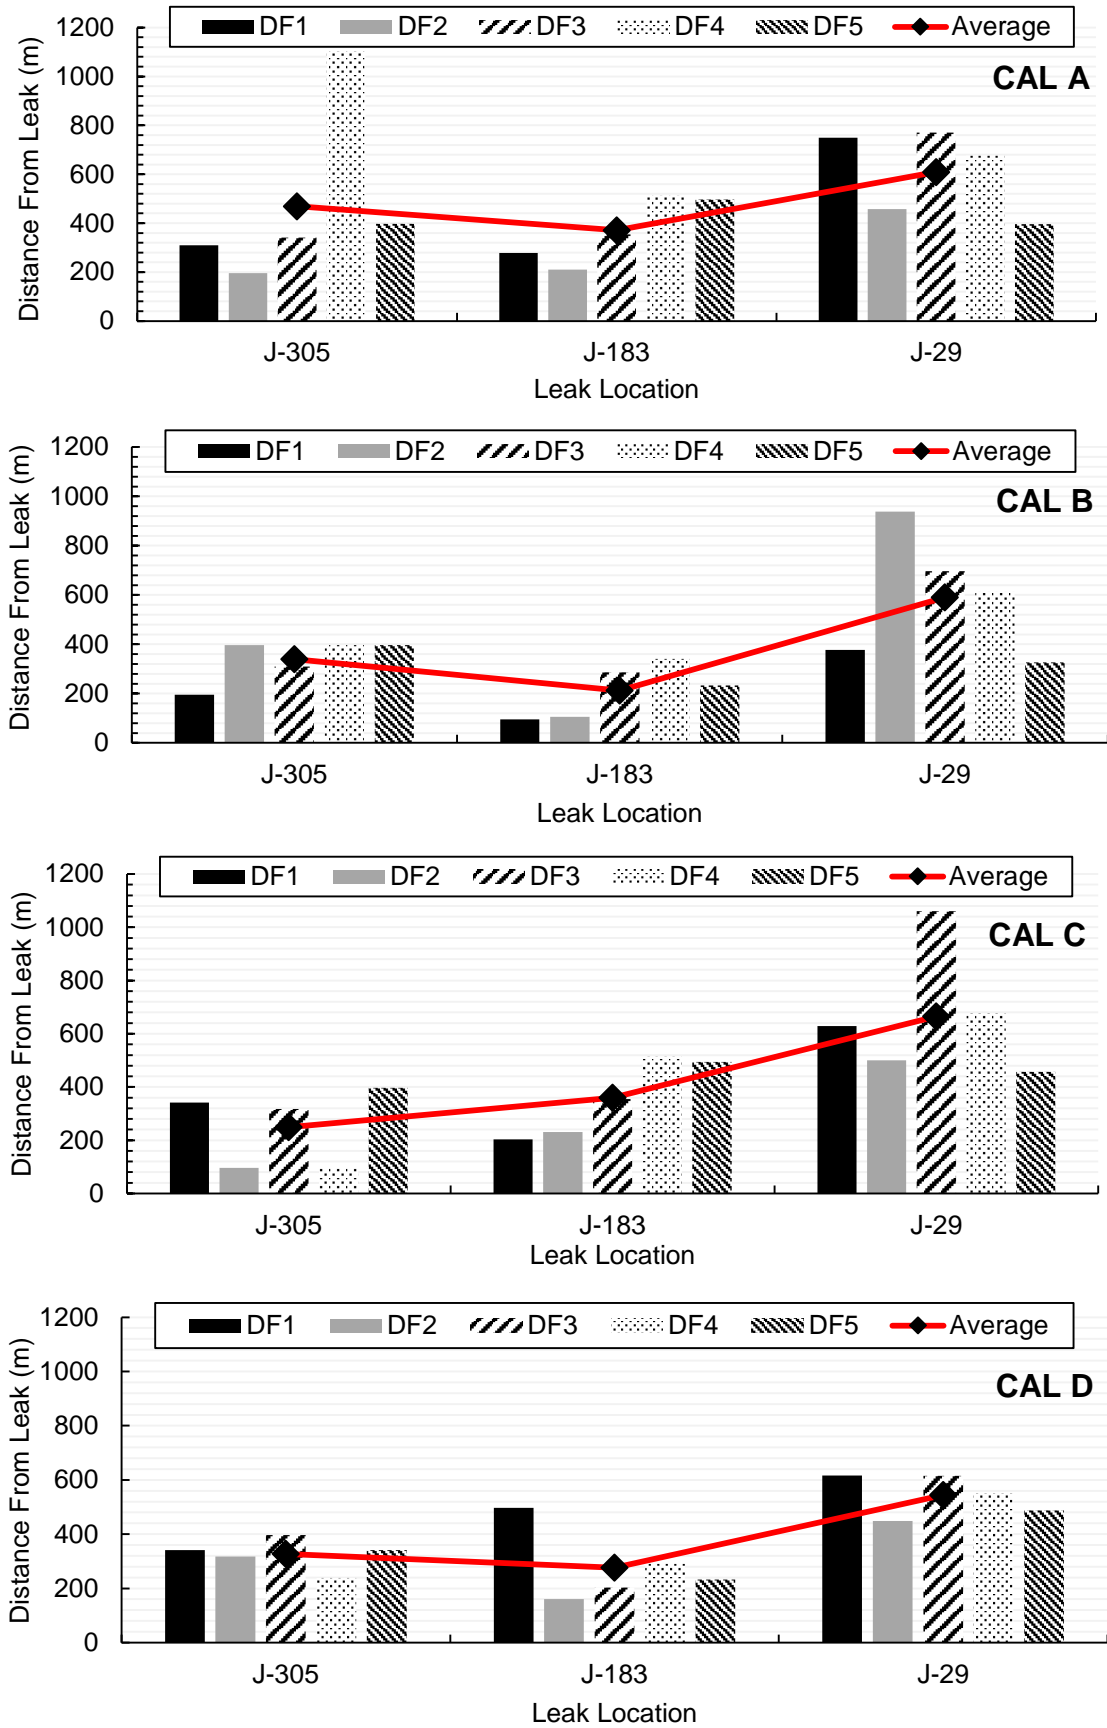 DF1 DF2 DF3 DF4 DF5 Average
CAL A
Distance From Leak (m)
1200
1000
800
600
400
200
0
J-305 J-183 J-29
Leak Location
DF1 DF2 DF3 DF4 DF5 Average
CAL B
Distance From Leak (m)
1200
1000
800
600
400
200
0
J-305 J-183 J-29
Leak Location
DF1 DF2 DF3 DF4 DF5 Average
CAL C
Distance From Leak (m)
1200
1000
800
600
400
200
0
J-305 J-183 J-29
Leak Location
DF1 DF2 DF3 DF4 DF5 Average
CAL D
Distance From Leak (m)
1200
1000
800
600
400
200
0
J-305 J-183 J-29
Leak Location